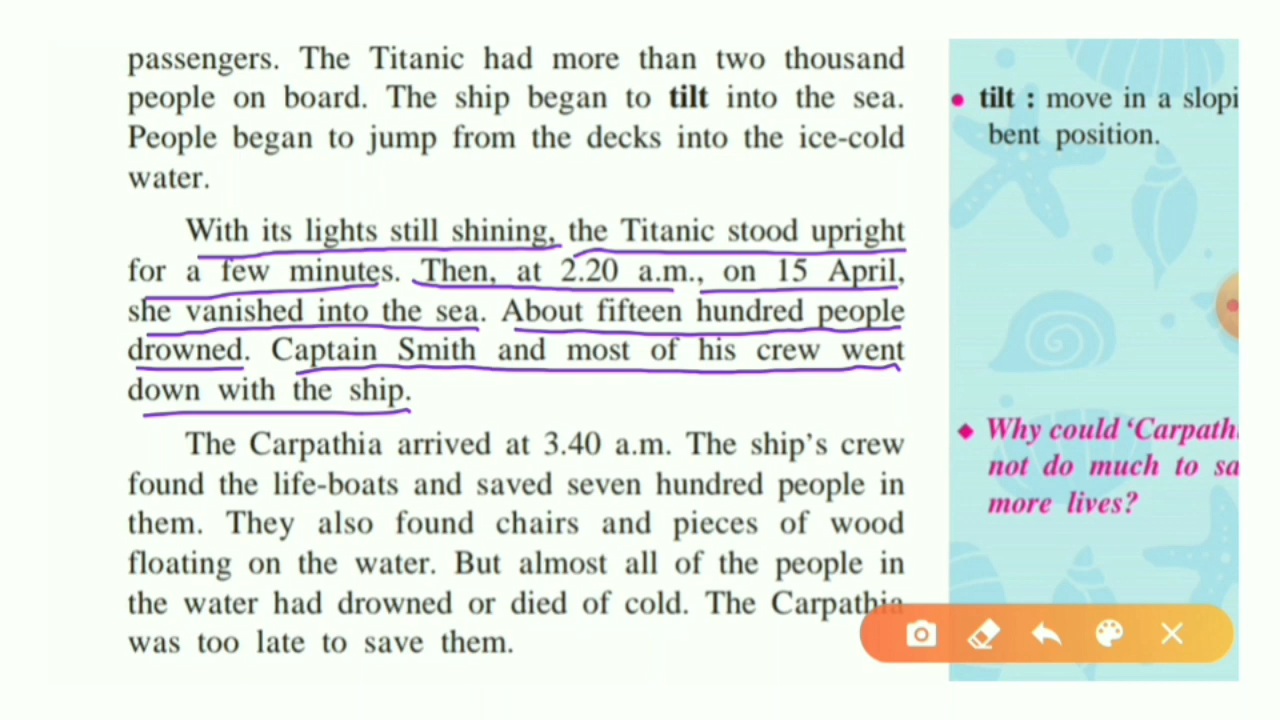 passengers. The Titanic had more than two thousand
people on board. The ship began to tilt into the sea.
People began to jump from the decks into the ice-cold
water.
With its lights still shining, the Titanic stood upright
for a few minutes. Then, at 2.20 a.m., on 15 April,
she vanished into the sea. About fifteen hundred people
drowned. Captain Smith and most of his crew went
down with the ship.
The Carpathia arrived at 3.40 a.m. The ship's crew
found the life-boats and saved seven hundred people in
them. They also found chairs and pieces of wood
floating on the water. But almost all of the people in
the water had drowned or died of cold. The Carpathia
was too late to save them.
• tilt : move in a slopi
bent position.
◆ Why could ‘Carpath
not do much to sa
more lives?